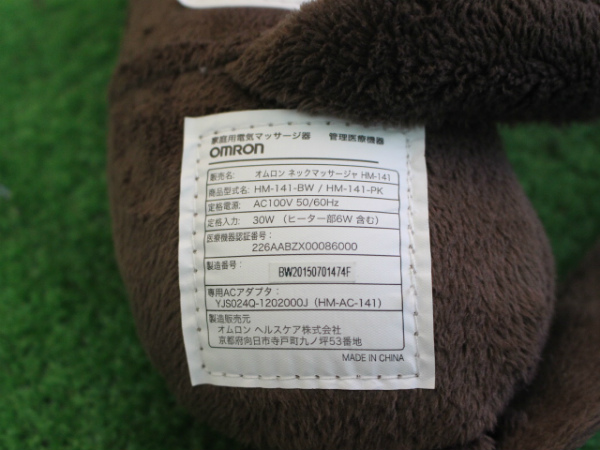 家庭用電気マッサージ器 管理医療機器
OMRON
販売名: オムロン ネックマッサージャ HM-141
商品型式名: HM-141-BW / HM-141-PK
定格電源: AC100V 50/60Hz
定格入力: 30W (ヒーター部6W 含む)
医療機器認証番号:
226AABZX00086000
製造番号: BW20150701474F
専用ACアダプタ:
YJS024Q-1202000J (HM-AC-141)
製造販売元
オムロン ヘルスケア株式会社
京都府向日市寺戸町九ノ坪53番地
MADE IN CHINA